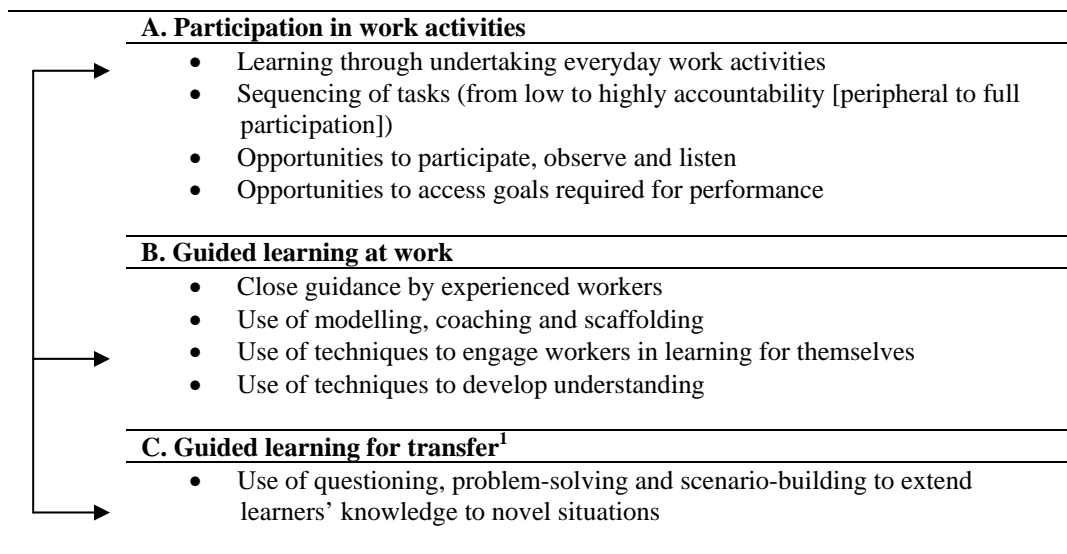 A. Participation in work activities
• Learning through undertaking everyday work activities
• Sequencing of tasks (from low to highly accountability [peripheral to full
participation])
• Opportunities to participate, observe and listen
• Opportunities to access goals required for performance
B. Guided learning at work
• Close guidance by experienced workers
• Use of modelling, coaching and scaffolding
• Use of techniques to engage workers in learning for themselves
• Use of techniques to develop understanding
C. Guided learning for transfer¹
• Use of questioning, problem-solving and scenario-building to extend
learners’ knowledge to novel situations